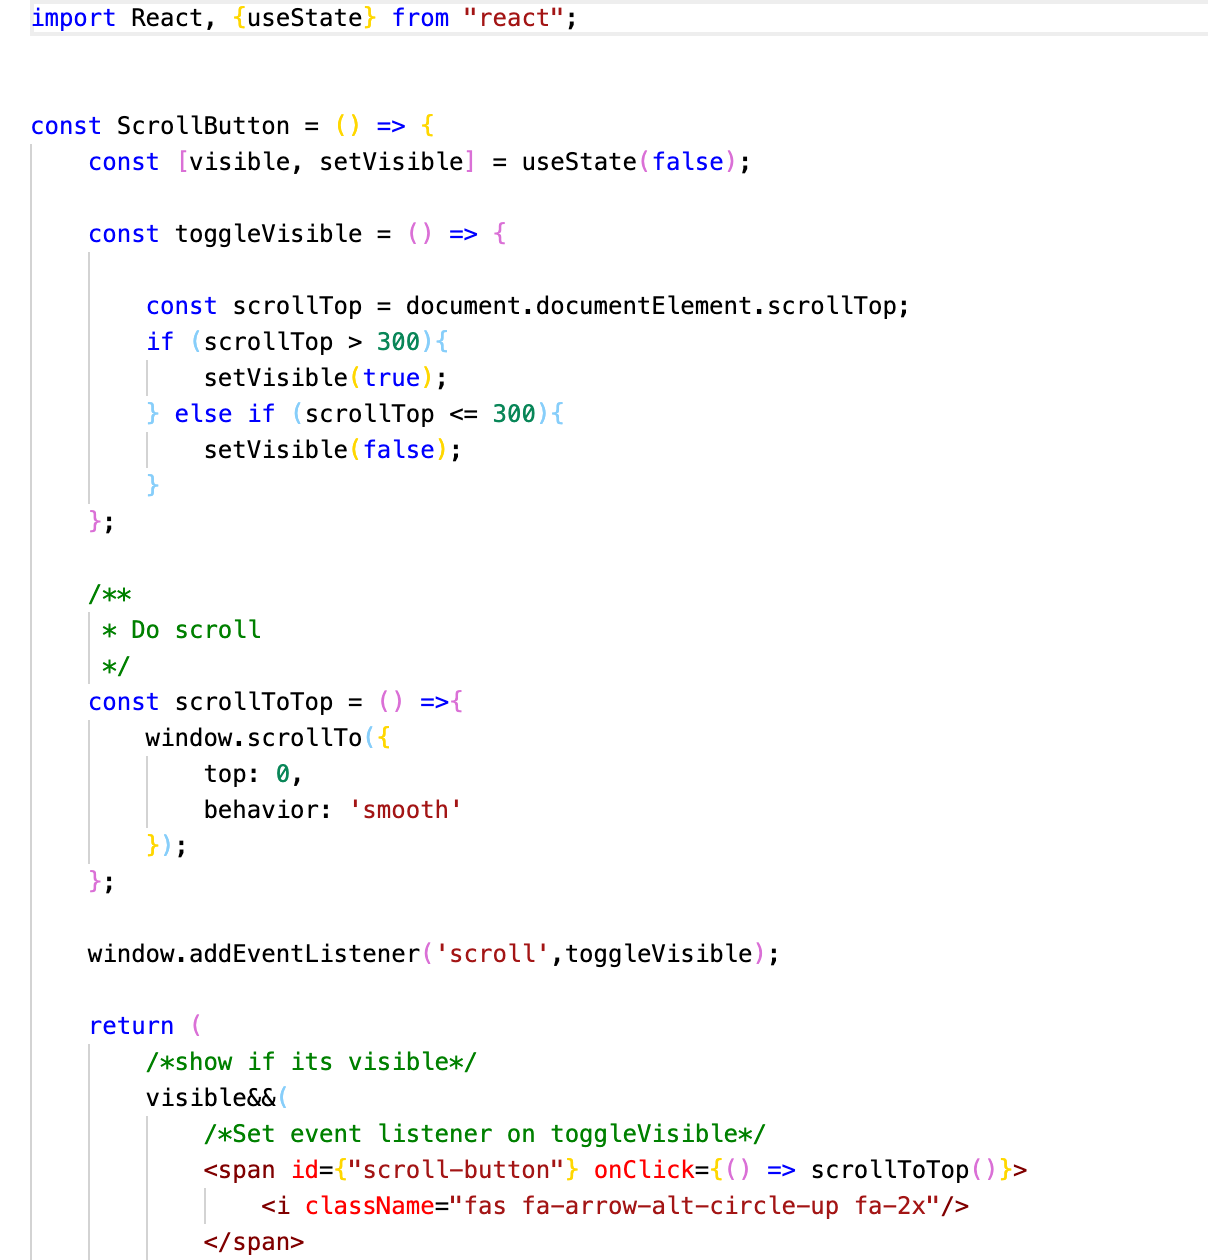 import React, {useState} from "react";
const ScrollButton = () => {
    const [visible, setVisible] = useState(false);
    const toggleVisible = () => {
        const scrollTop = document.documentElement.scrollTop;
        if (scrollTop > 300){
            setVisible(true);
        } else if (scrollTop <= 300){
            setVisible(false);
        }
    };
    /**
     * Do scroll
     */
    const scrollToTop = () =>{
        window.scrollTo({
            top: 0,
            behavior: 'smooth'
        });
    };
    window.addEventListener('scroll',toggleVisible);
    return (
        /*show if its visible*/
        visible&&(
            /*Set event listener on toggleVisible*/
            <span id={"scroll-button"} onClick={() => scrollToTop()}>
                <i className="fas fa-arrow-alt-circle-up fa-2x"/>
            </span>